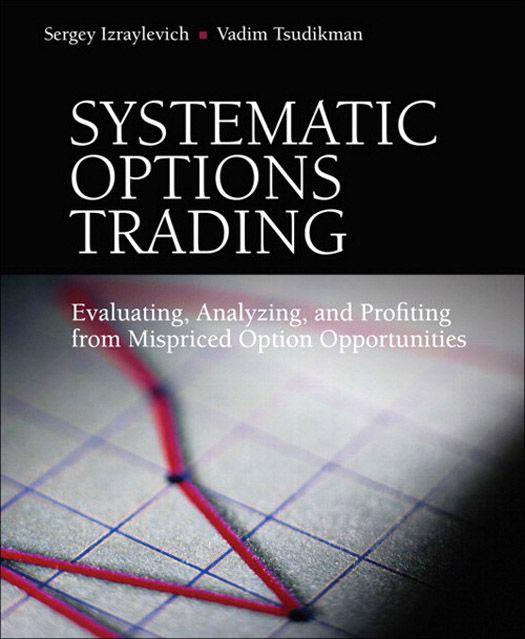 Sergey Izraylevich ■ Vadim Tsudikman
SYSTEMATIC
OPTIONS
TRADING
Evaluating, Analyzing, and Profiting
from Mispriced Option Opportunities